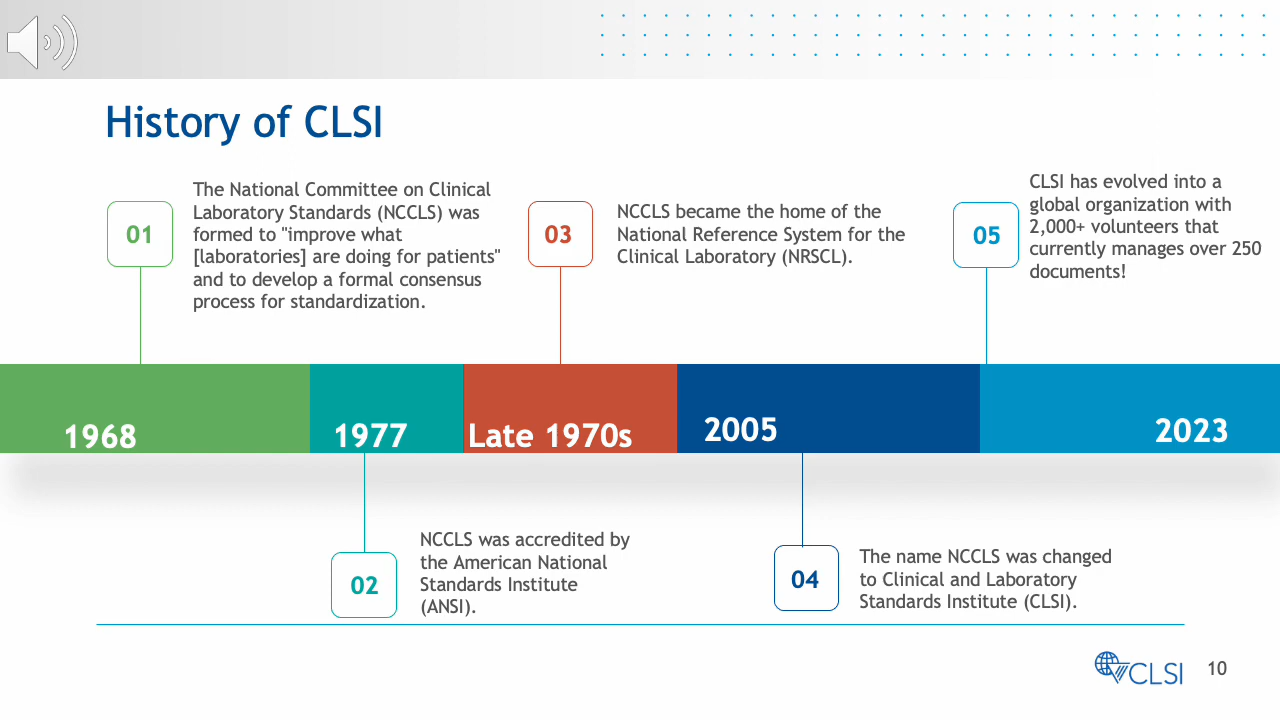 History of CLSI
01
The National Committee on Clinical
Laboratory Standards (NCCLS) was
formed to "improve what
[laboratories] are doing for patients"
and to develop a formal consensus
process for standardization.
03
NCCLS became the home of the
National Reference System for the
Clinical Laboratory (NRSCL).
05
CLSI has evolved into a
global organization with
2,000+ volunteers that
currently manages over 250
documents!
1968
1977
Late 1970s
2005
2023
02
NCCLS was accredited by
the American National
Standards Institute
(ANSI).
04
The name NCCLS was changed
to Clinical and Laboratory
Standards Institute (CLSI).
CLSI
10